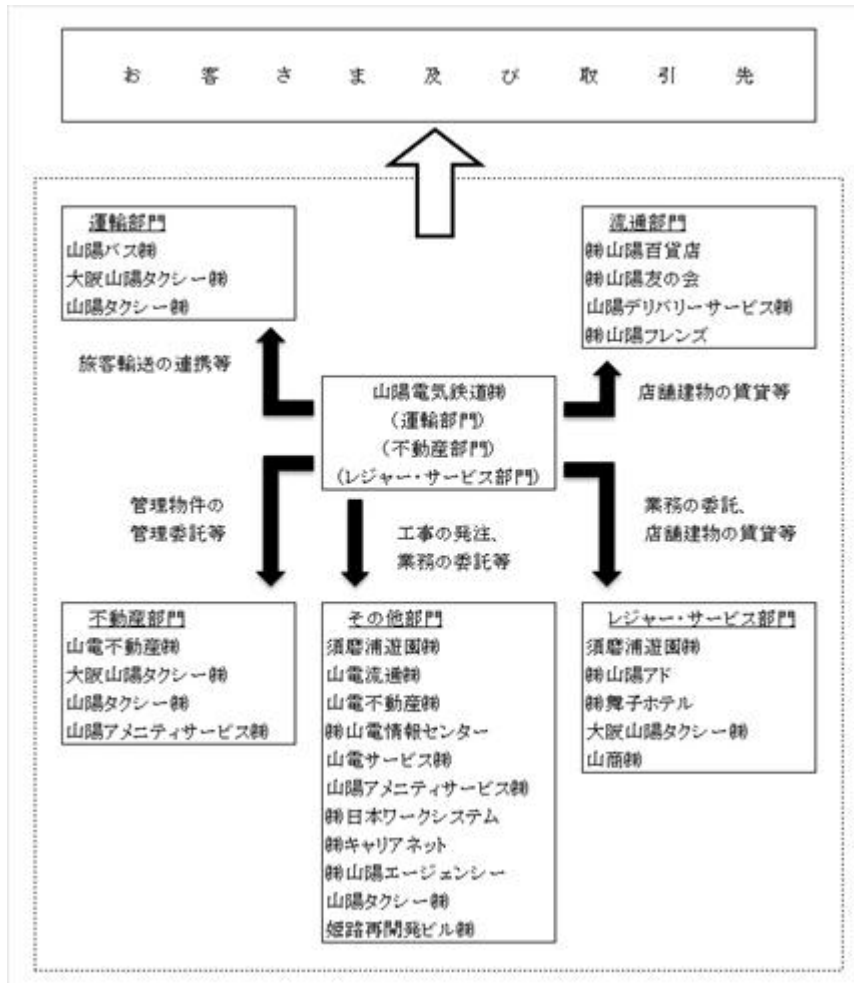 お客さま及び取引先
運輸部門
山陽バス㈱
大阪山陽タクシー㈱
山陽タクシー㈱
流通部門
㈱山陽百貨店
㈱山陽友の会
山陽デリバリーサービス㈱
㈱山陽フレンズ
旅客輸送の連携等
店舗建物の賃貸等
山陽電気鉄道㈱
(運輸部門)
(不動産部門)
(レジャー・サービス部門)
管理物件の
管理委託等
工事の発注、
業務の委託等
業務の委託、
店舗建物の賃貸等
不動産部門
山電不動産㈱
大阪山陽タクシー㈱
山陽タクシー㈱
山陽アメニティサービス㈱
その他部門
須磨浦遊園㈱
山電流通㈱
山電不動産㈱
㈱山電情報センター
山電サービス㈱
山陽アメニティサービス㈱
㈱日本ワークシステム
㈱キャリアネット
㈱山陽エージェンシー
山陽タクシー㈱
姫路再開発ビル㈱
レジャー・サービス部門
須磨浦遊園㈱
㈱山陽アド
㈱舞子ホテル
大阪山陽タクシー㈱
山商㈱